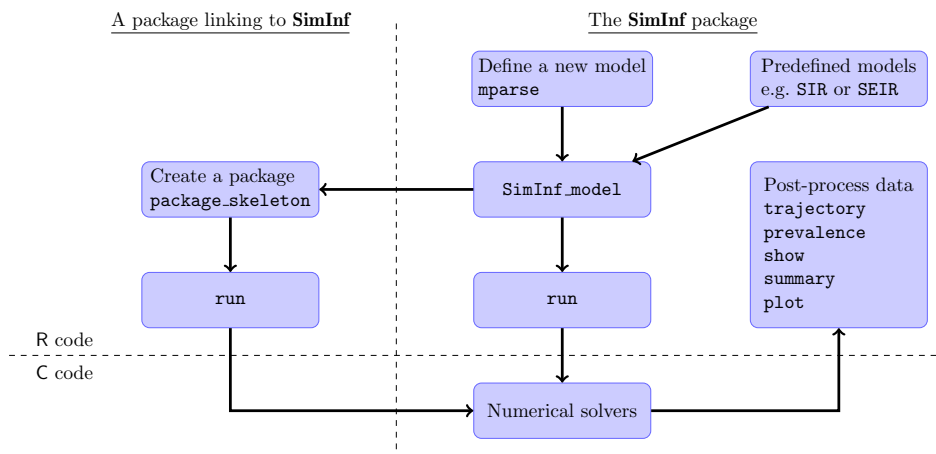 A package linking to SimInf
The SimInf package
Define a new model
mparse
Predefined models
e.g. SIR or SEIR
Create a package
package_skeleton
SimInf_model
Post-process data
trajectory
prevalence
show
summary
plot
run
run
R code
C code
Numerical solvers